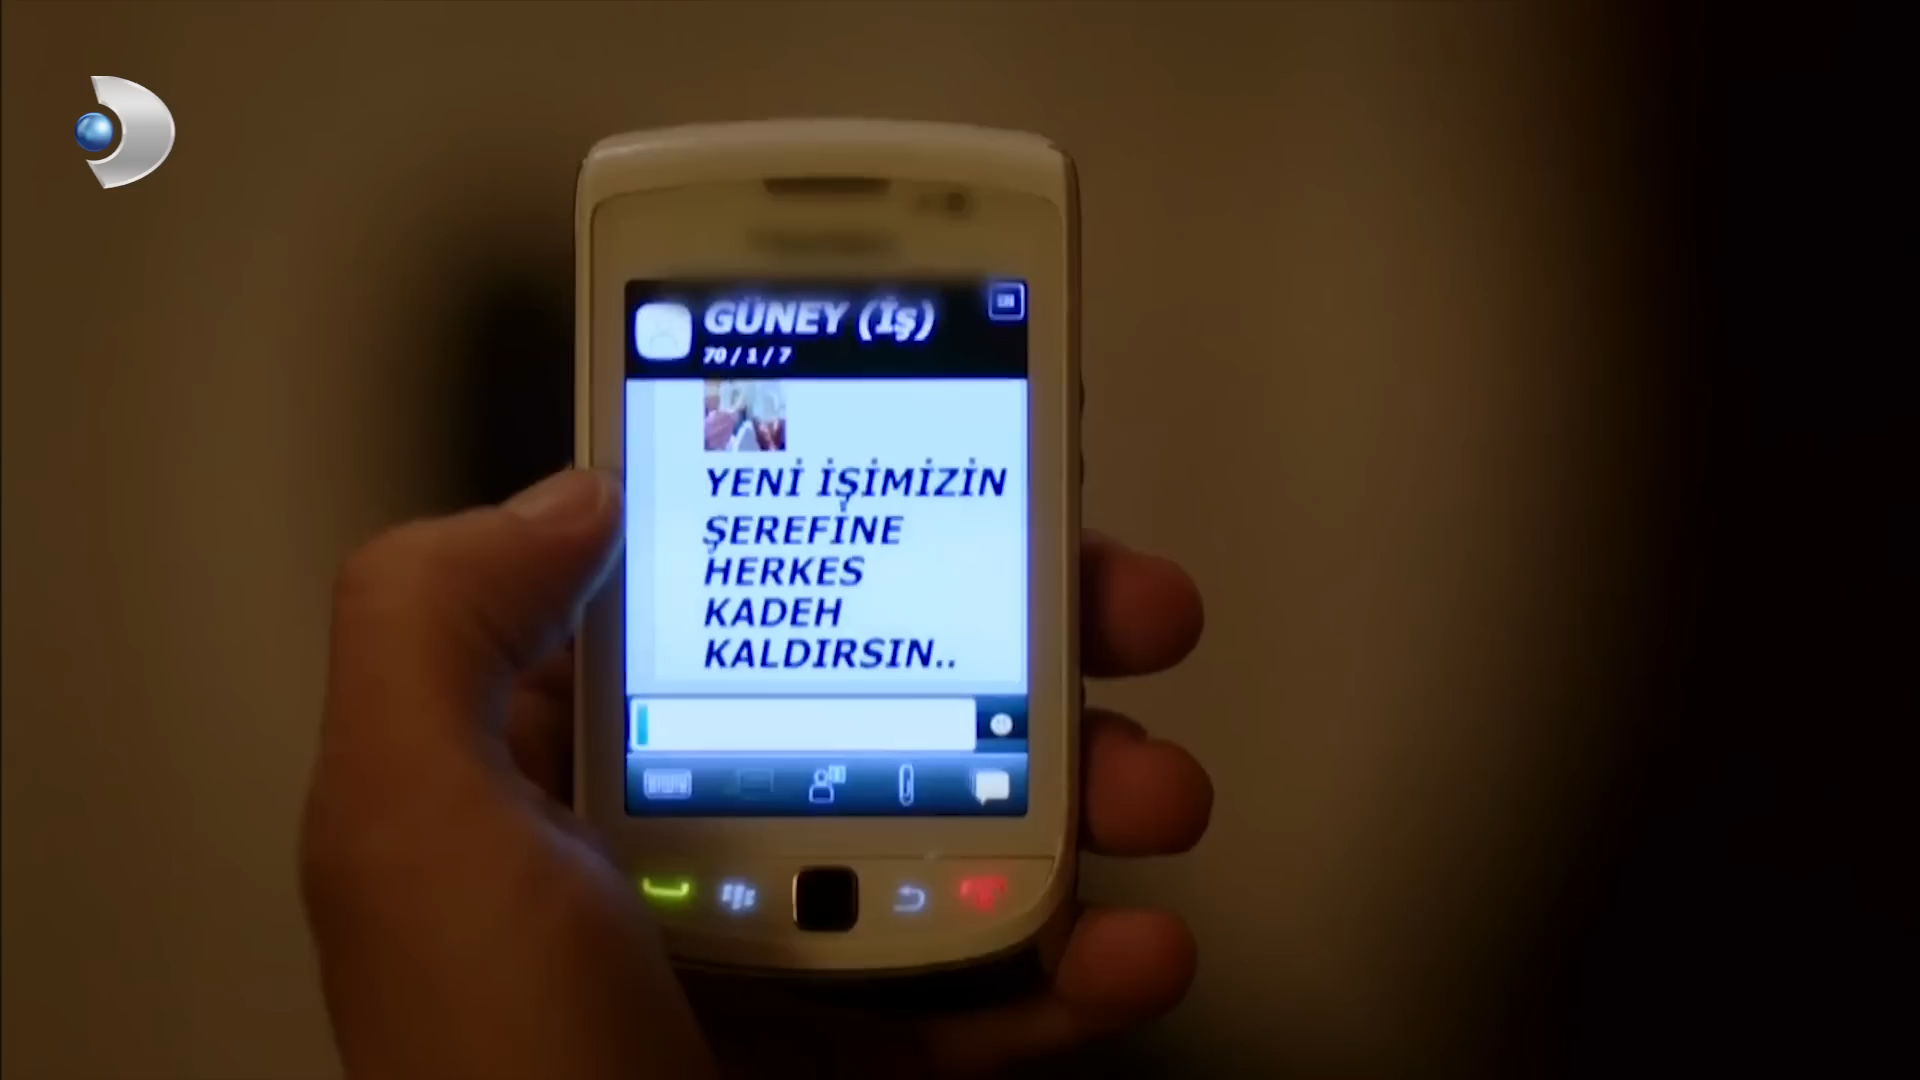 GÜNEY (İş)
70 / 1 / 7
YENİ İŞİMİZİN
ŞEREFİNE
HERKES
KADEH
KALDIRSIN..